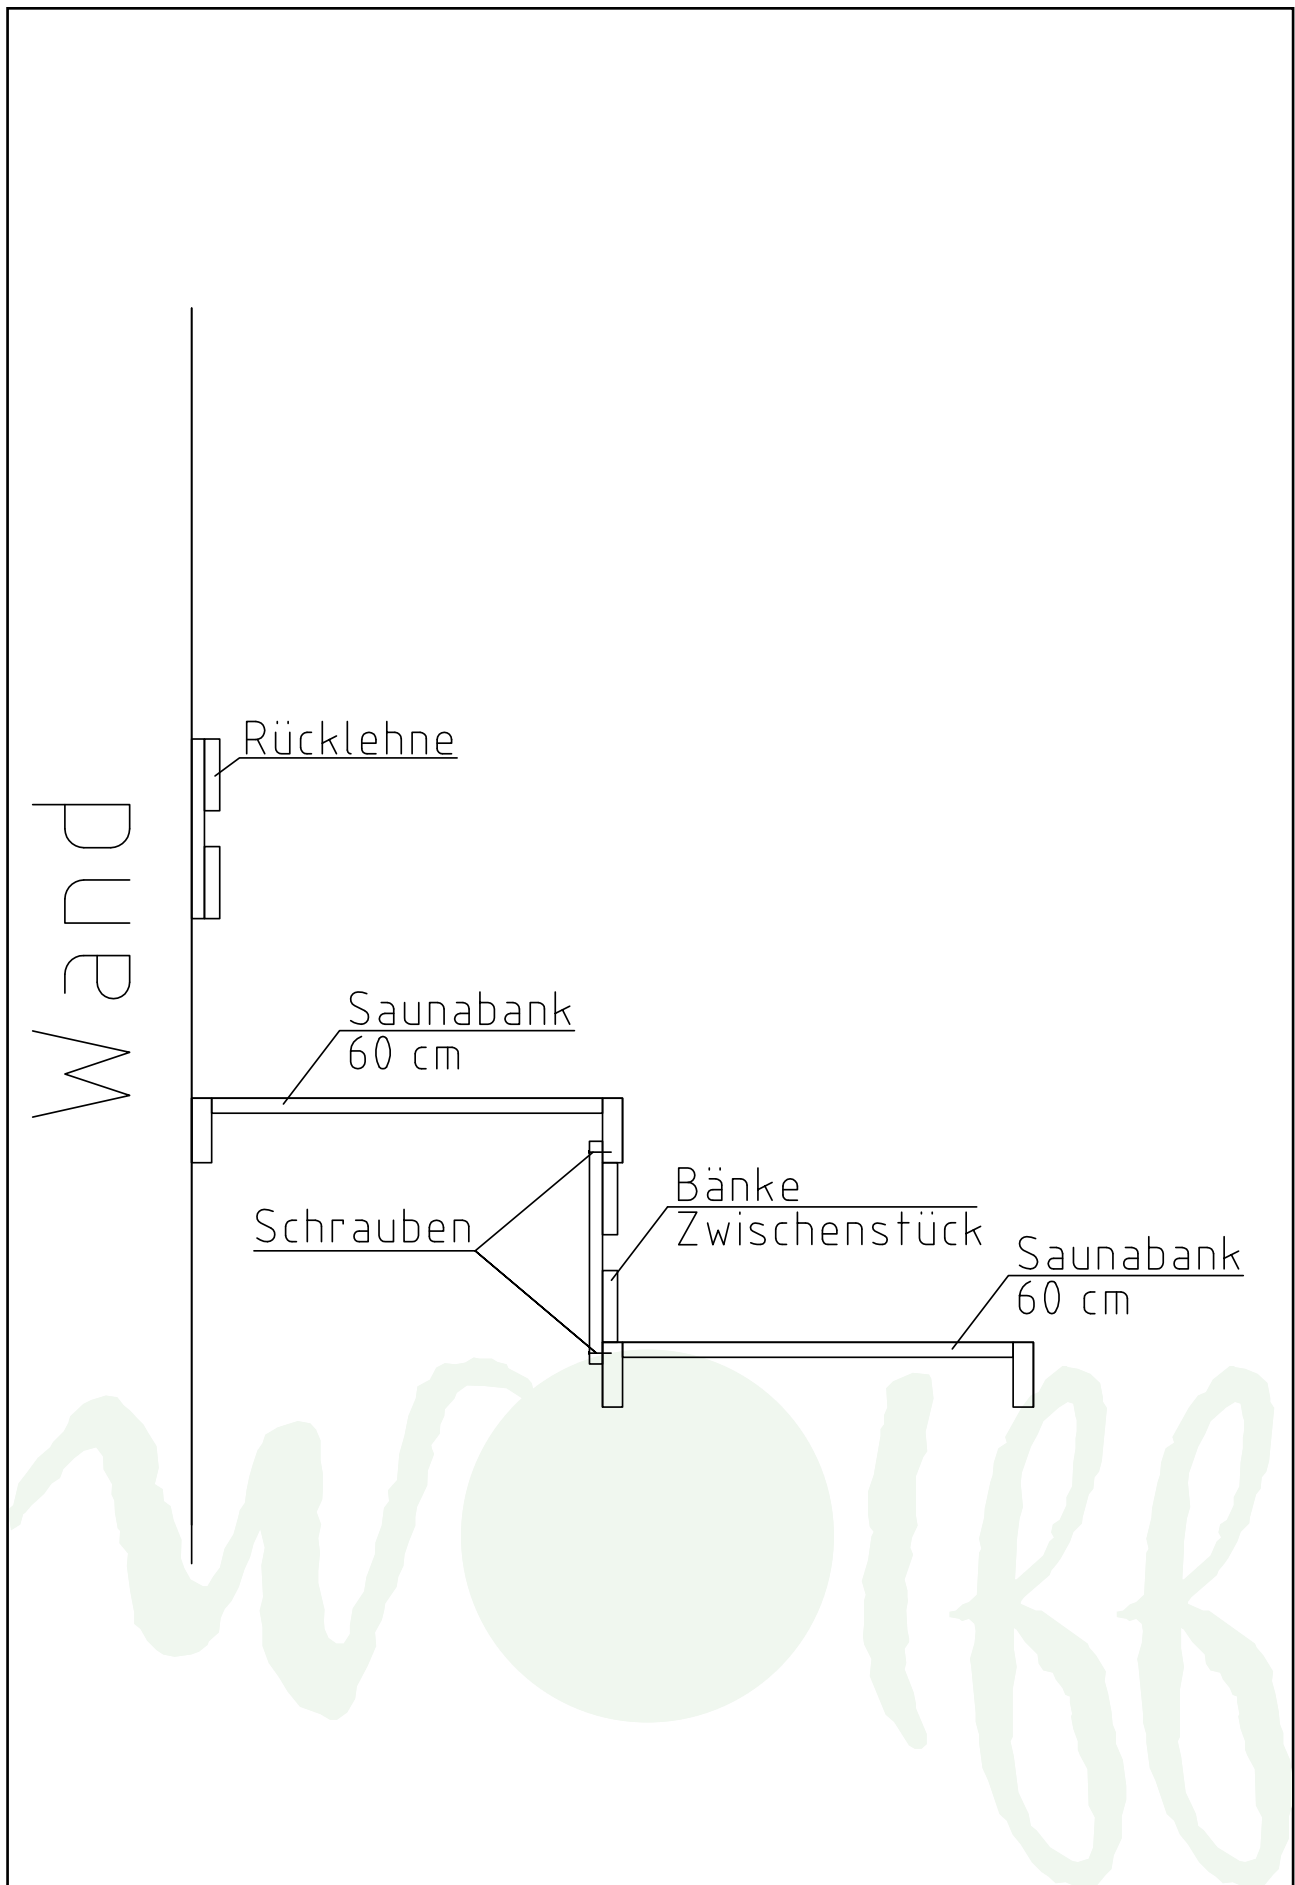 Rücklehne
Wand
Saunabank
60 cm
Bänke
Zwischenstück
Schrauben
Saunabank
60 cm
wolff